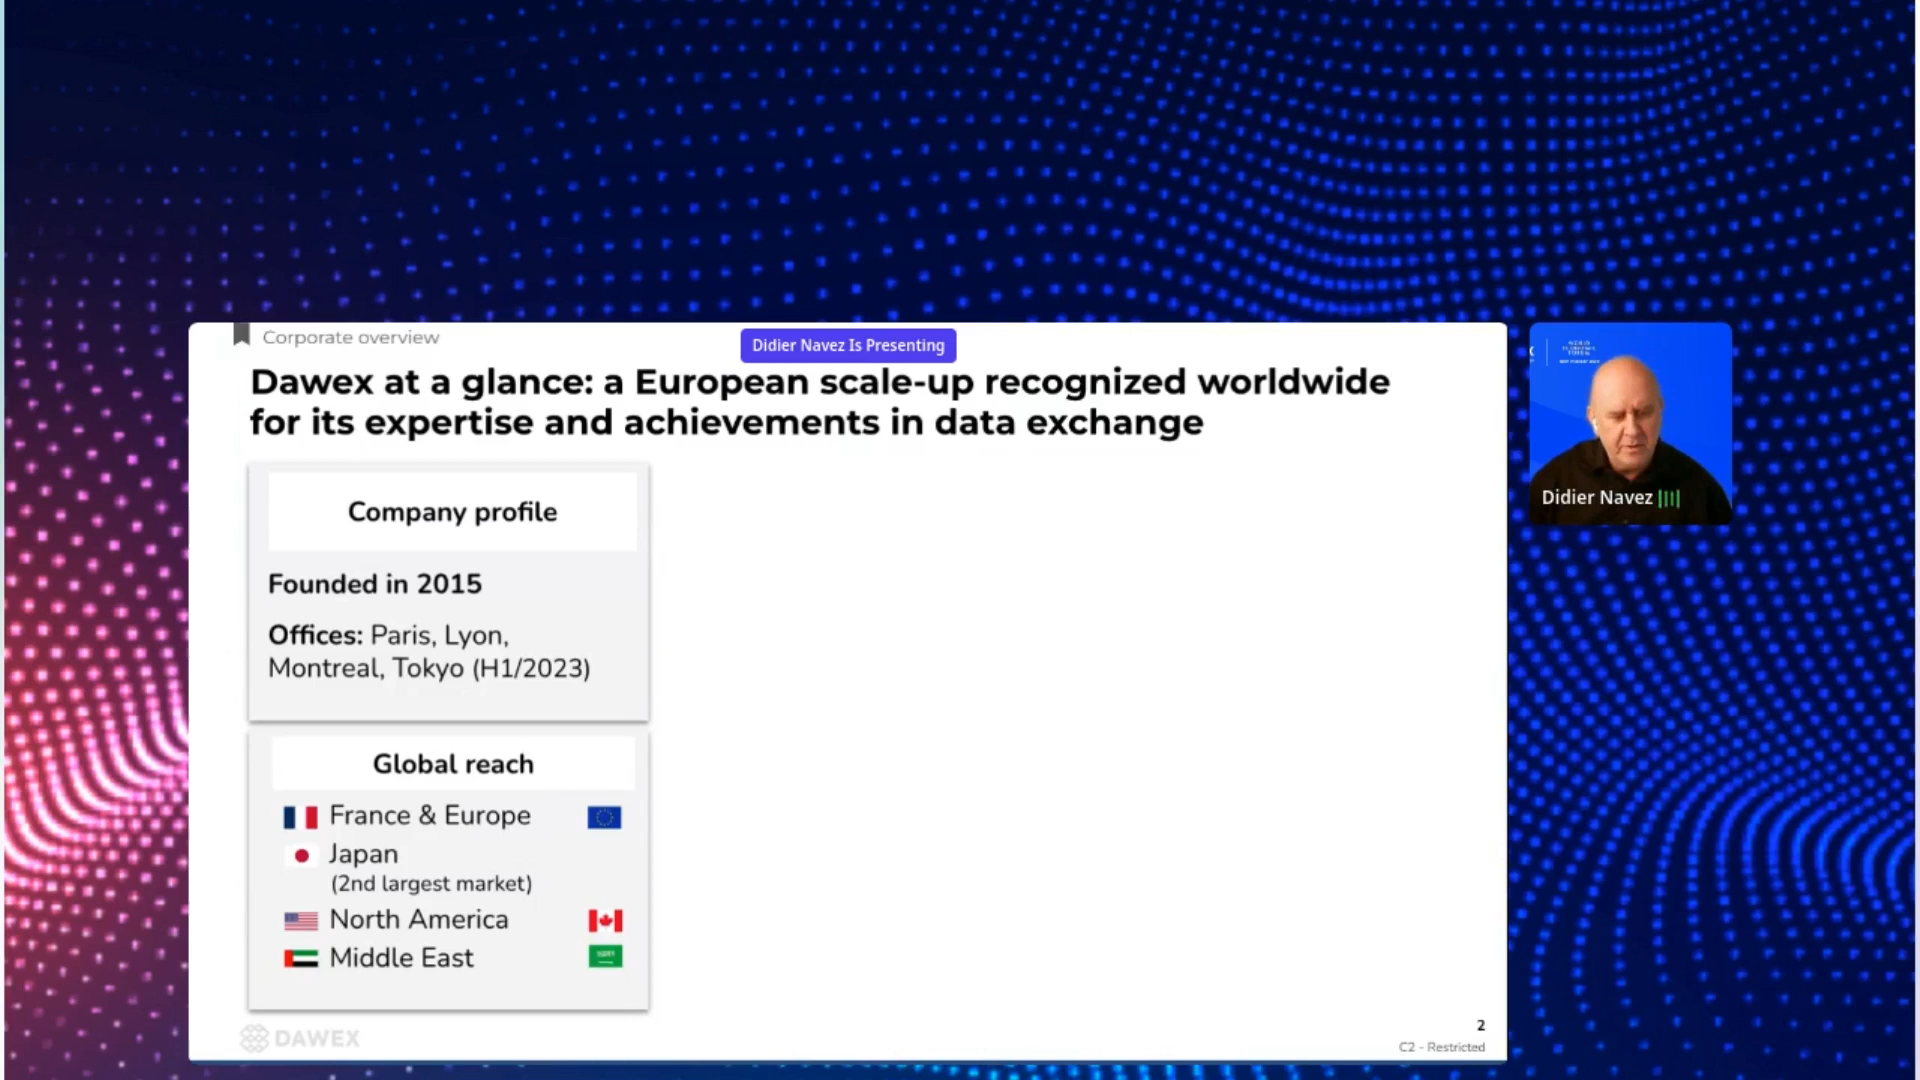 Corporate overview
Didier Navez Is Presenting
Dawex at a glance: a European scale-up recognized worldwide
for its expertise and achievements in data exchange
Company profile
Founded in 2015
Offices: Paris, Lyon,
Montreal, Tokyo (H1/2023)
Global reach
France & Europe
Japan
(2nd largest market)
North America
Middle East
DAWEX
2
C2 - Restricted
Didier Navez